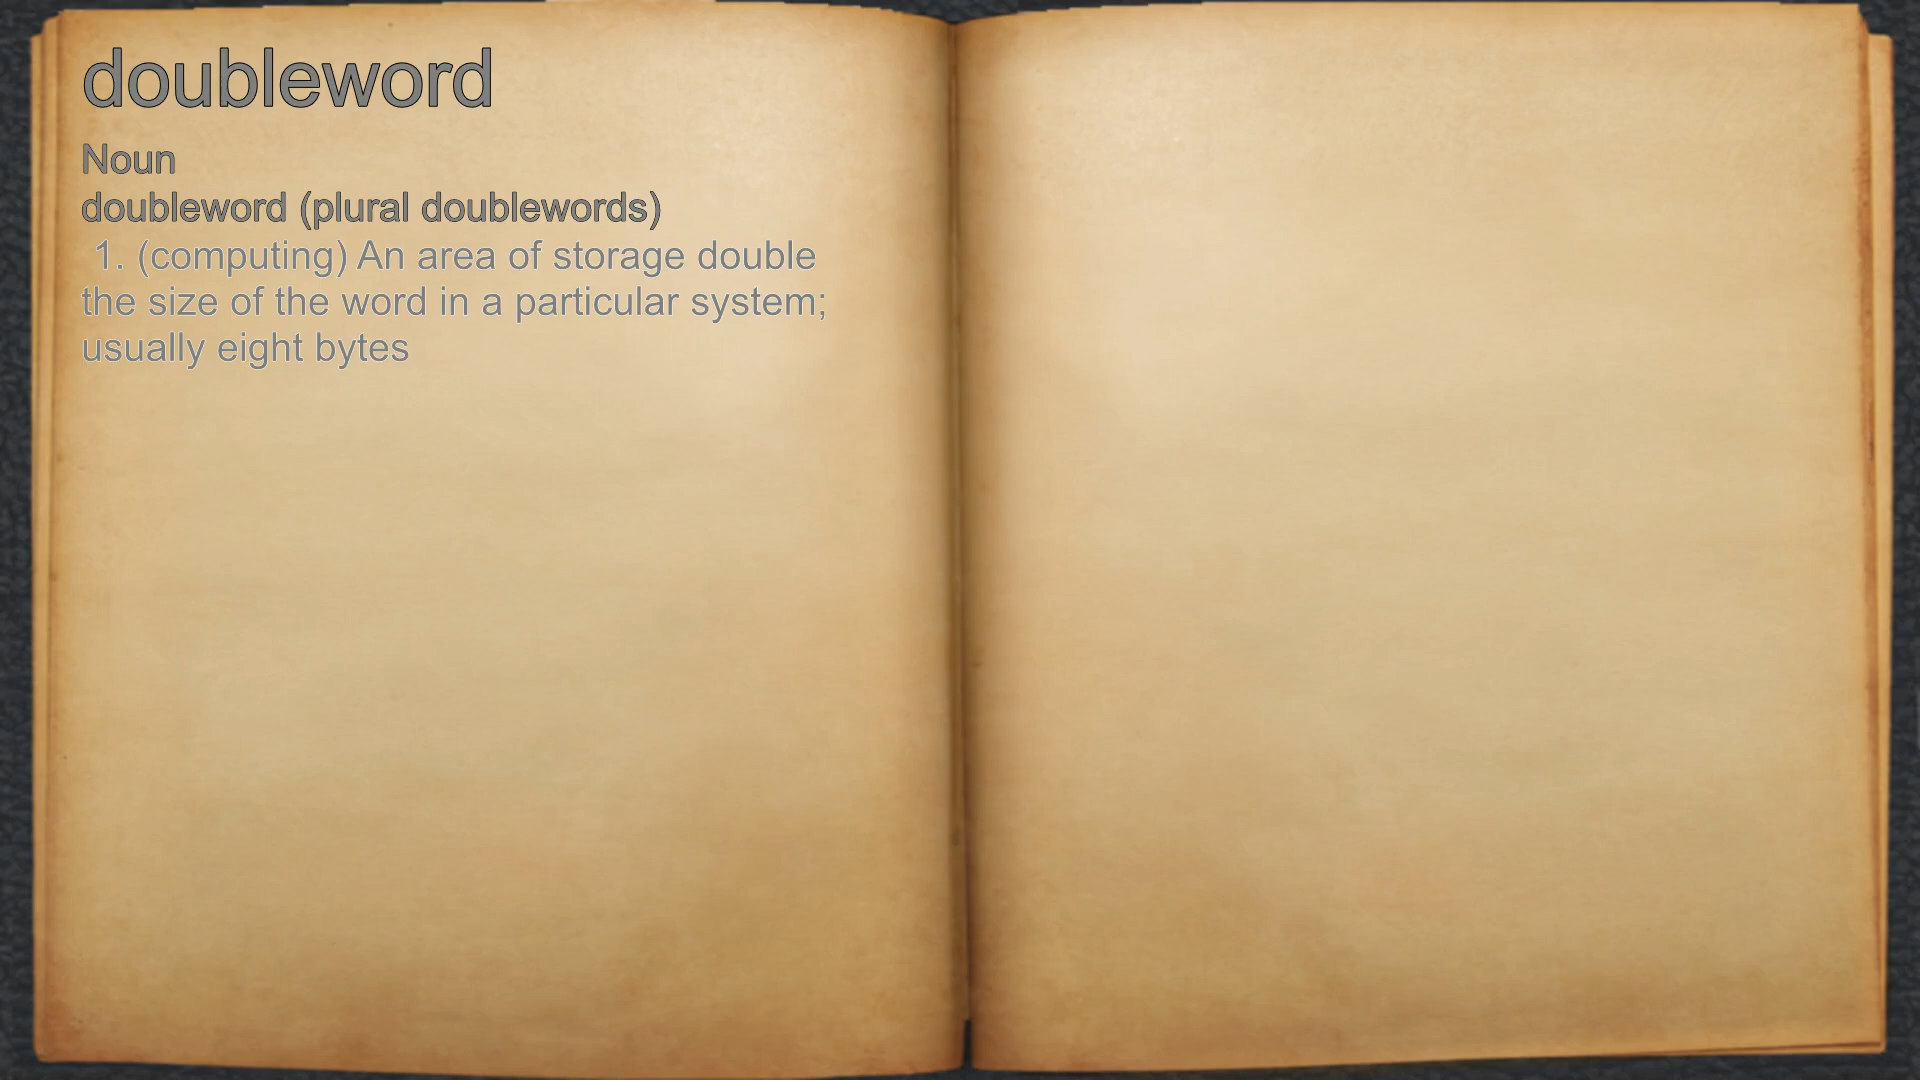 doubleword
Noun
doubleword (plural doublewords)
1. (computing) An area of storage double
the size of the word in a particular system;
usually eight bytes